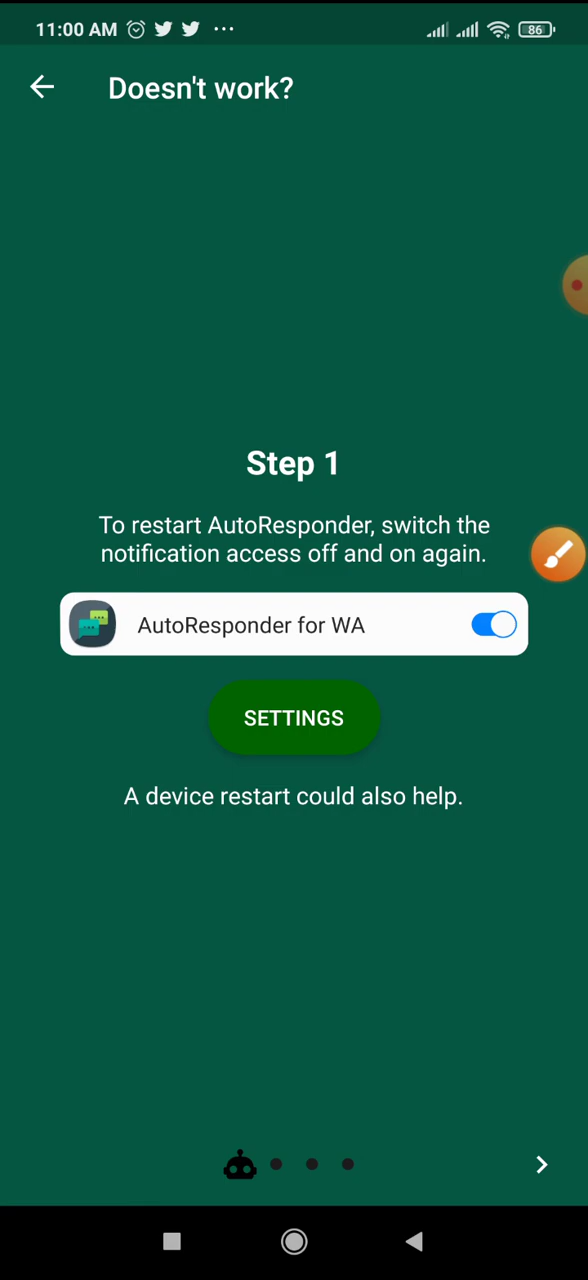 11:00 AM
86
Doesn't work?
Step 1
To restart AutoResponder, switch the
notification access off and on again.
AutoResponder for WA
SETTINGS
A device restart could also help.